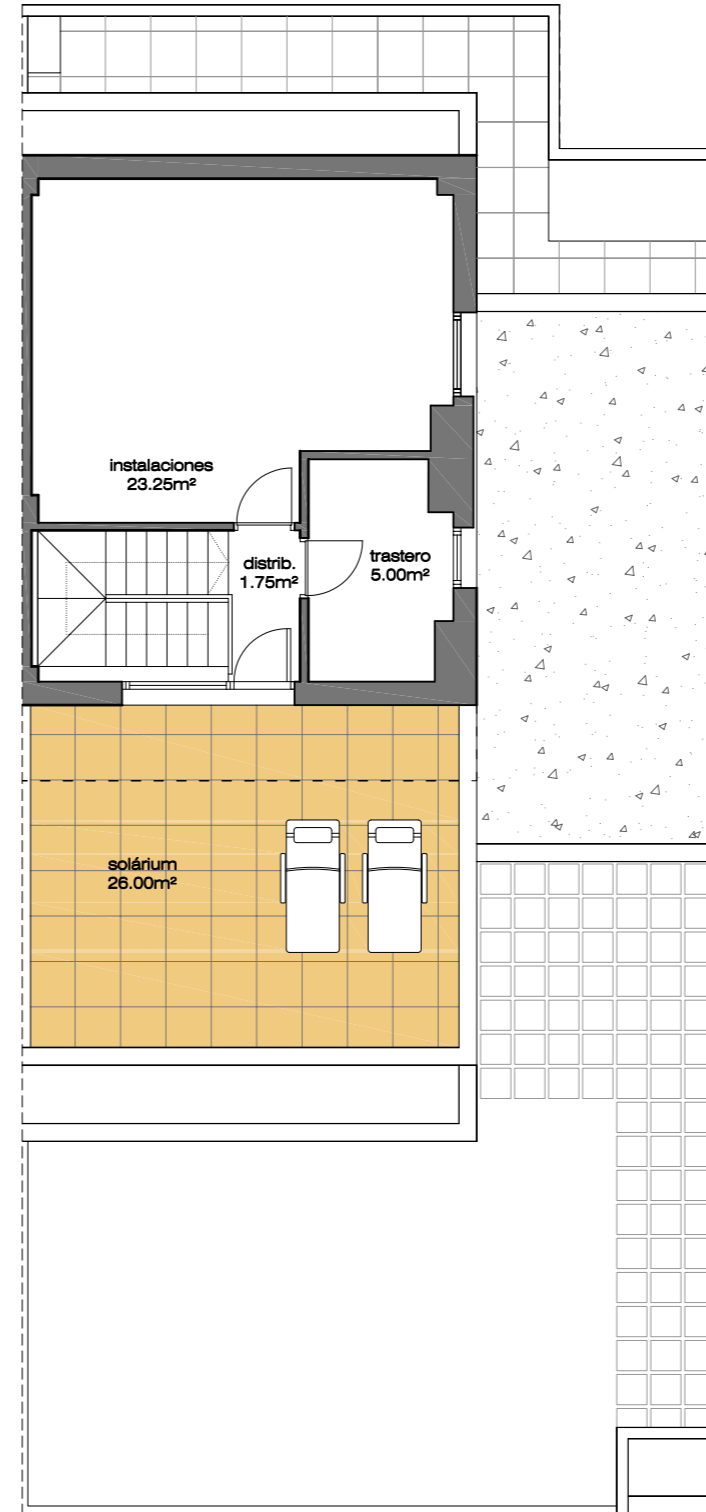 instalaciones
23.25m²
distrib.
1.75m²
trastero
5.00m²
solárium
26.00m²